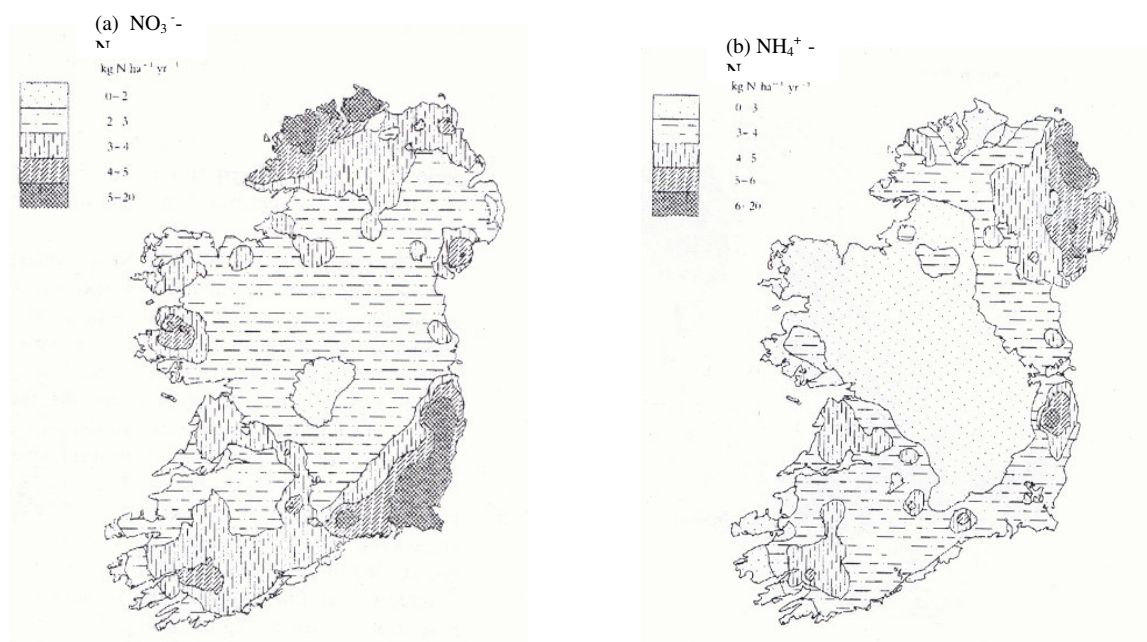 (a) NO₃⁻-
N
kg N ha⁻¹ yr⁻¹
0–2
2–3
3–4
4–5
5–20
(b) NH₄⁺ -
N
kg N ha⁻¹ yr⁻¹
0–3
3–4
4–5
5–6
6–20